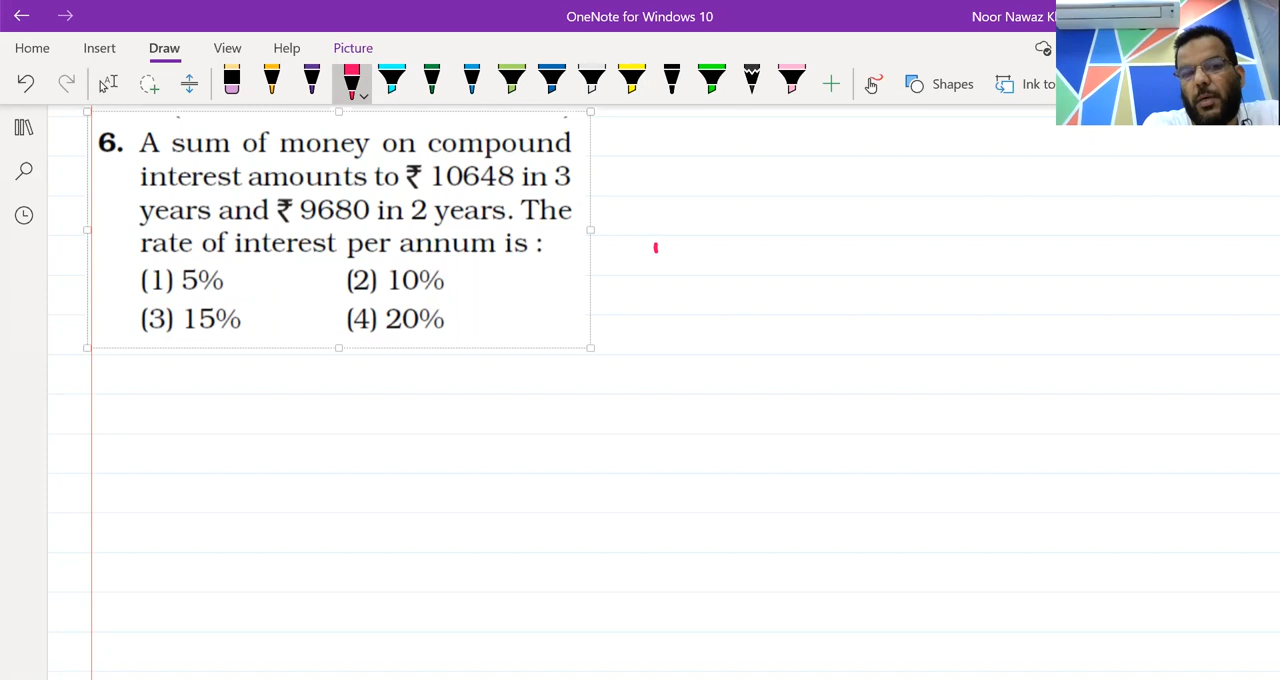 OneNote for Windows 10
Noor Nawaz K
Home Insert Draw View Help Picture
Shapes
Ink to
6. A sum of money on compound
interest amounts to ₹ 10648 in 3
years and ₹ 9680 in 2 years. The
rate of interest per annum is :
(1) 5% (2) 10%
(3) 15% (4) 20%